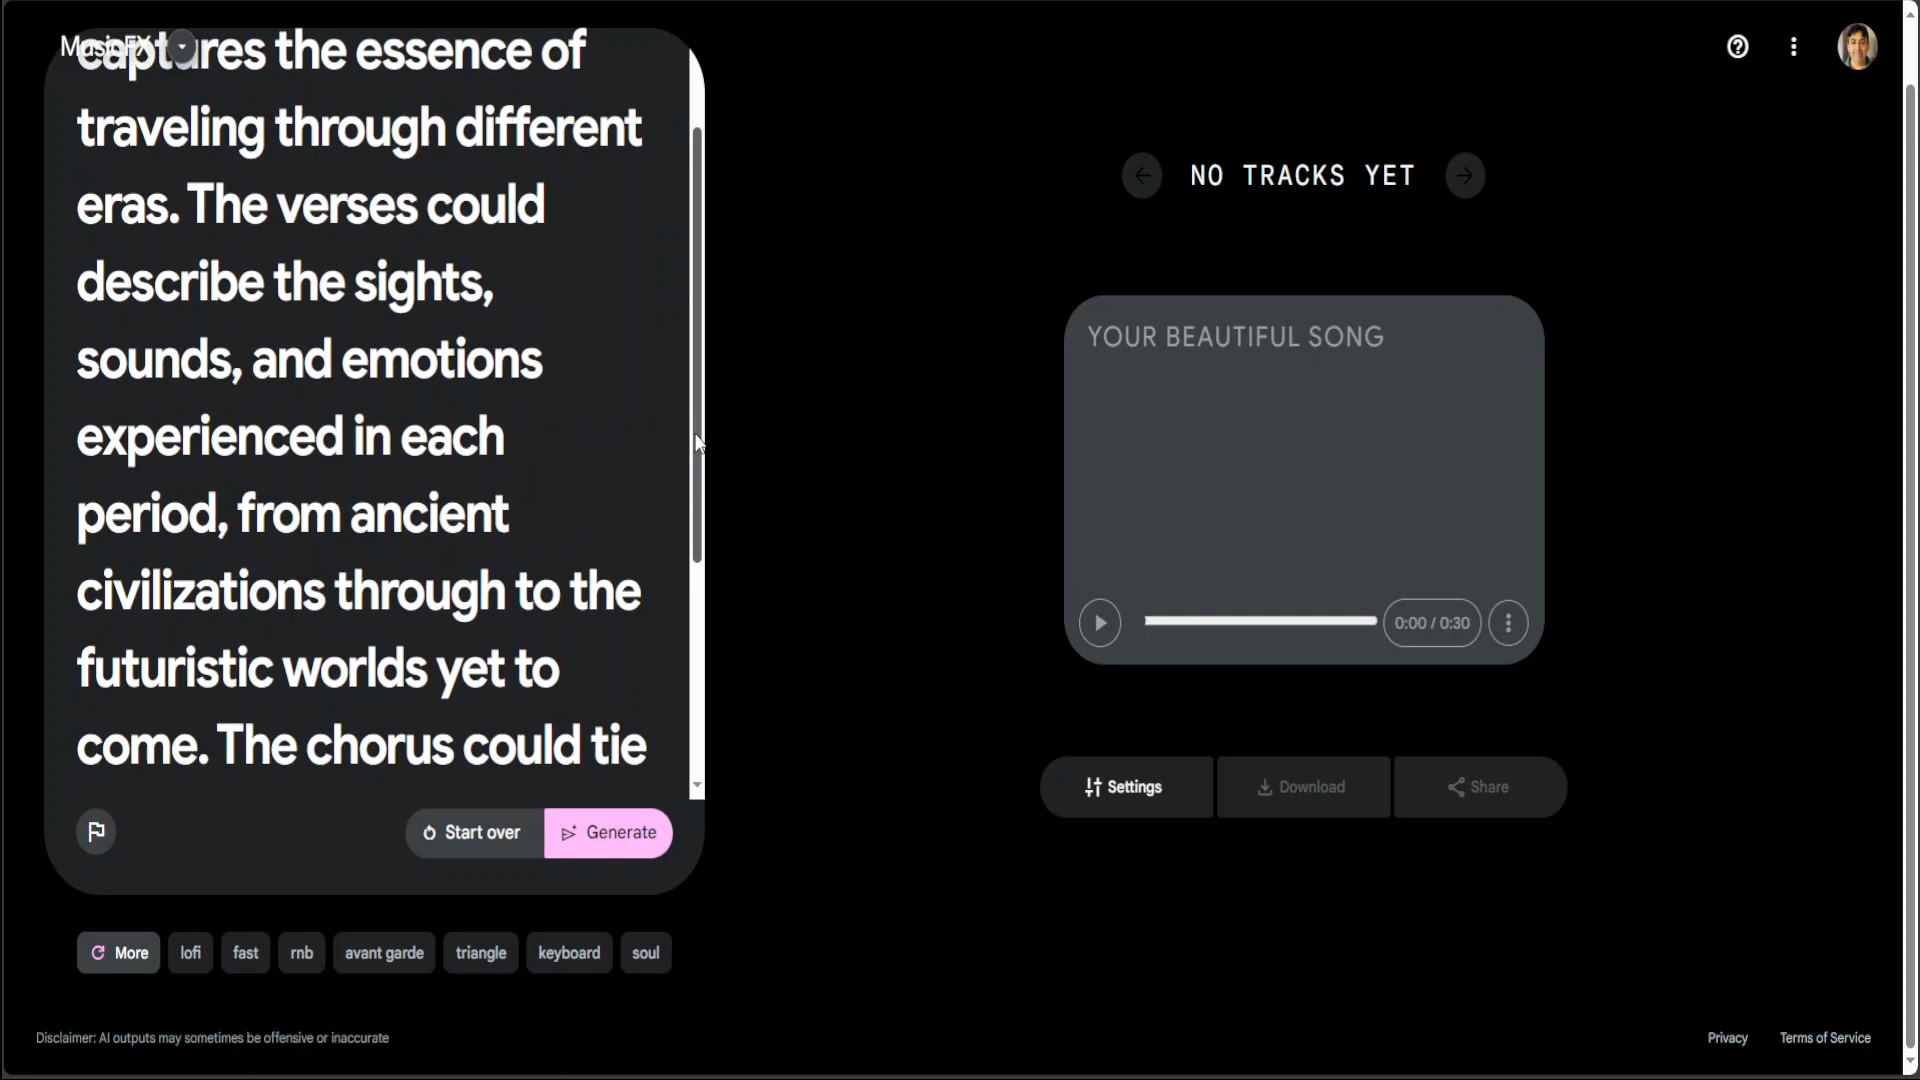 MusicFX
captures the essence of
traveling through different
eras. The verses could
describe the sights,
sounds, and emotions
experienced in each
period, from ancient
civilizations through to the
futuristic worlds yet to
come. The chorus could tie
Start over
Generate
More
lofi
fast
rnb
avant garde
triangle
keyboard
soul
NO TRACKS YET
YOUR BEAUTIFUL SONG
0:00 / 0:30
Settings
Download
Share
Disclaimer: AI outputs may sometimes be offensive or inaccurate
Privacy
Terms of Service